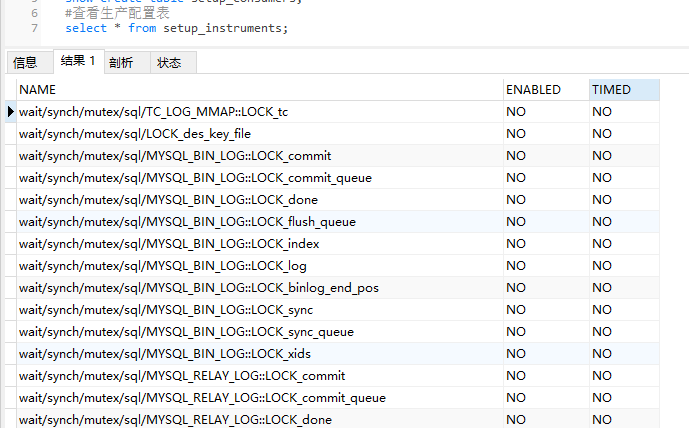 show create table setup_consumers;
6 #查看生产配置表
7 select * from setup_instruments;
信息 结果 1 剖析 状态
NAME ENABLED TIMED
wait/synch/mutex/sql/TC_LOG_MMAP::LOCK_tc NO NO
wait/synch/mutex/sql/LOCK_des_key_file NO NO
wait/synch/mutex/sql/MYSQL_BIN_LOG::LOCK_commit NO NO
wait/synch/mutex/sql/MYSQL_BIN_LOG::LOCK_commit_queue NO NO
wait/synch/mutex/sql/MYSQL_BIN_LOG::LOCK_done NO NO
wait/synch/mutex/sql/MYSQL_BIN_LOG::LOCK_flush_queue NO NO
wait/synch/mutex/sql/MYSQL_BIN_LOG::LOCK_index NO NO
wait/synch/mutex/sql/MYSQL_BIN_LOG::LOCK_log NO NO
wait/synch/mutex/sql/MYSQL_BIN_LOG::LOCK_binlog_end_pos NO NO
wait/synch/mutex/sql/MYSQL_BIN_LOG::LOCK_sync NO NO
wait/synch/mutex/sql/MYSQL_BIN_LOG::LOCK_sync_queue NO NO
wait/synch/mutex/sql/MYSQL_BIN_LOG::LOCK_xids NO NO
wait/synch/mutex/sql/MYSQL_RELAY_LOG::LOCK_commit NO NO
wait/synch/mutex/sql/MYSQL_RELAY_LOG::LOCK_commit_queue NO NO
wait/synch/mutex/sql/MYSQL_RELAY_LOG::LOCK_done NO NO